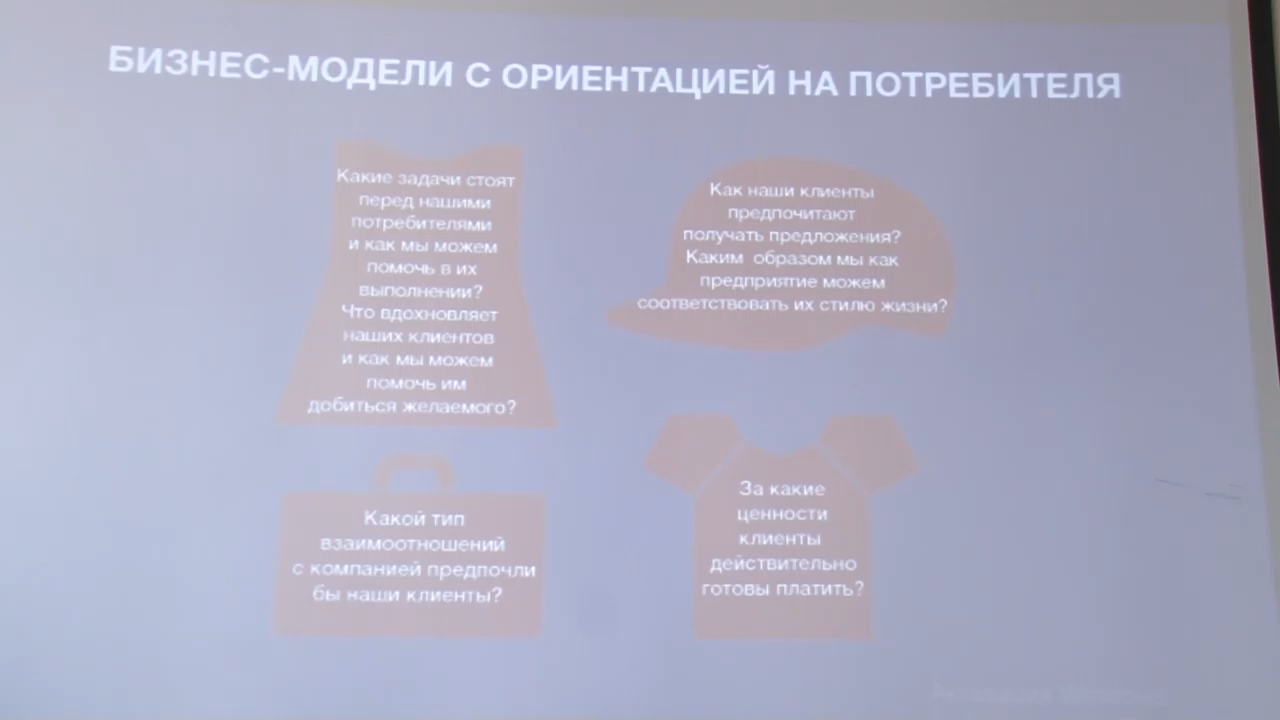 БИЗНЕС-МОДЕЛИ С ОРИЕНТАЦИЕЙ НА ПОТРЕБИТЕЛЯ
Какие задачи стоят
перед нашими
потребителями
и как мы можем
помочь в их
выполнении?
Что вдохновляет
наших клиентов
и как мы можем
помочь им
добиться желаемого?
Как наши клиенты
предпочитают
получать предложения?
Каким образом мы как
предприятие можем
соответствовать их стилю жизни?
Какой тип
взаимоотношений
с компанией предпочли
бы наши клиенты?
За какие
ценности
клиенты
действительно
готовы платить?